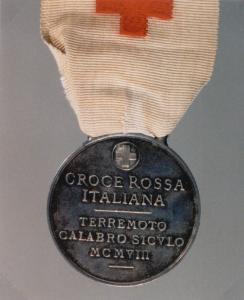 CROCE ROSSA
ITALIANA
TERREMOTO
CALABRO SICVLO
MCMVIII